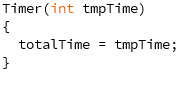 Timer(int tmpTime)
{
  totalTime = tmpTime;
}